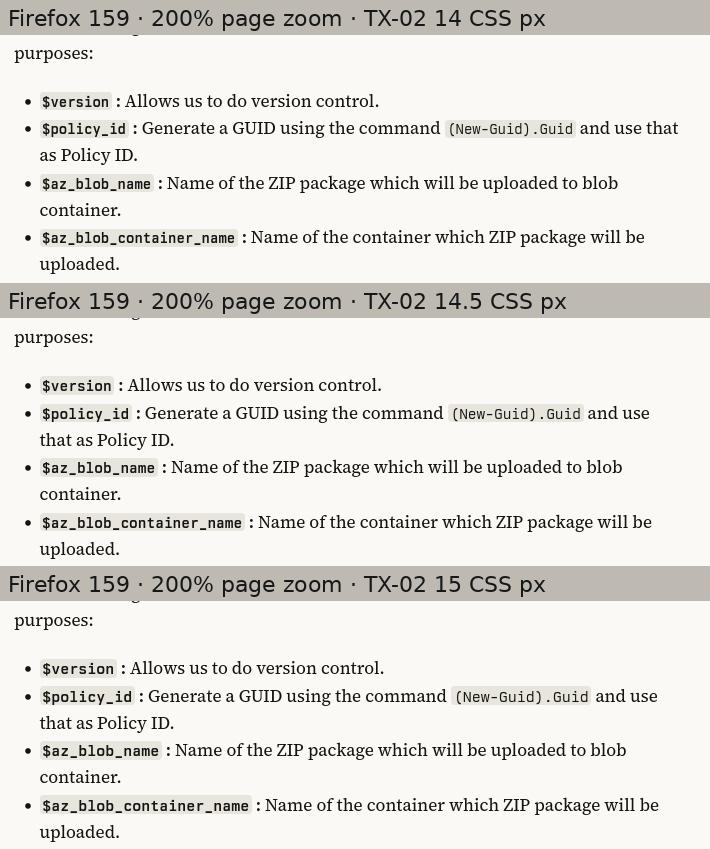 Firefox 159 · 200% page zoom · TX-02 14 CSS px
purposes:
• $version : Allows us to do version control.
• $policy_id : Generate a GUID using the command (New-Guid).Guid and use that
as Policy ID.
• $az_blob_name : Name of the ZIP package which will be uploaded to blob
container.
• $az_blob_container_name : Name of the container which ZIP package will be
uploaded.
Firefox 159 · 200% page zoom · TX-02 14.5 CSS px
purposes:
• $version : Allows us to do version control.
• $policy_id : Generate a GUID using the command (New-Guid).Guid and use
that as Policy ID.
• $az_blob_name : Name of the ZIP package which will be uploaded to blob
container.
• $az_blob_container_name : Name of the container which ZIP package will be
uploaded.
Firefox 159 · 200% page zoom · TX-02 15 CSS px
purposes:
• $version : Allows us to do version control.
• $policy_id : Generate a GUID using the command (New-Guid).Guid and use
that as Policy ID.
• $az_blob_name : Name of the ZIP package which will be uploaded to blob
container.
• $az_blob_container_name : Name of the container which ZIP package will be
uploaded.